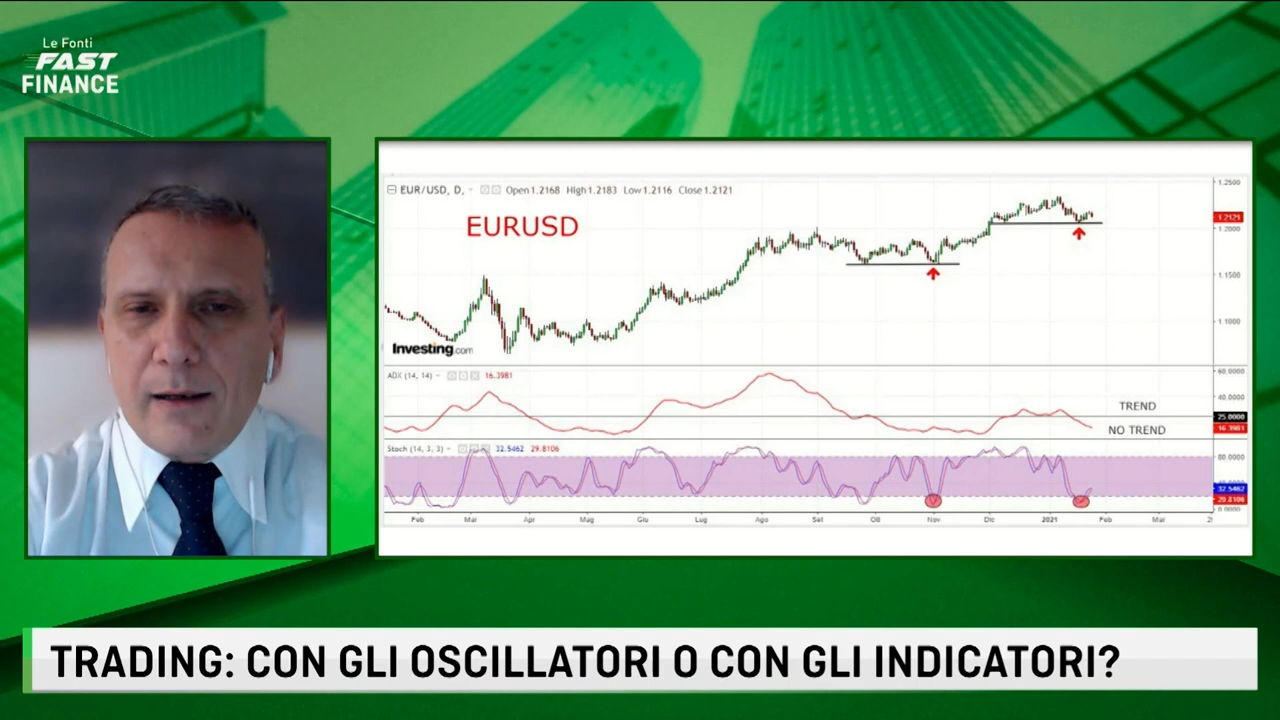 Le Fonti
FAST
FINANCE
EUR/USD, D, Open 1.2168 High 1.2183 Low 1.2116 Close 1.2121
EURUSD
1.2500
1.2121
1.2000
1.1500
1.1000
Investing.com
ADX (14, 14) 16.3981
60.0000
40.0000
TREND
25.0000
NO TREND
16.3981
Stoch (14, 3, 3) 32.5462 29.8106
80.0000
32.5462
29.8106
0.0000
Feb Mar Apr Mag Giu Lug Ago Set Ott Nov Dic 2021 Feb Mar
TRADING: CON GLI OSCILLATORI O CON GLI INDICATORI?